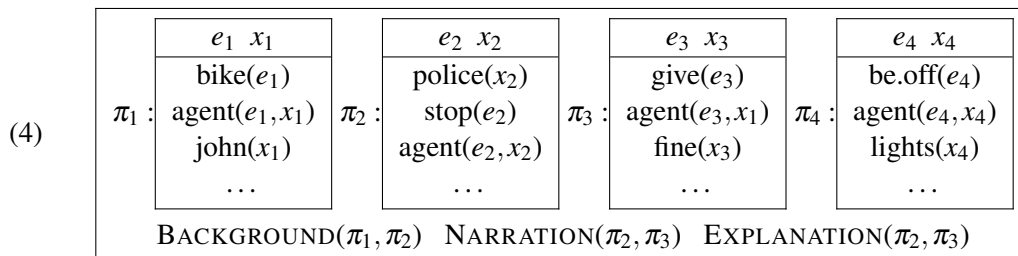 e₁ x₁ e₂ x₂ e₃ x₃ e₄ x₄
bike(e₁) police(x₂) give(e₃) be.off(e₄)
(4) π₁ : agent(e₁,x₁) π₂ : stop(e₂) π₃ : agent(e₃,x₁) π₄ : agent(e₄,x₄)
john(x₁) agent(e₂,x₂) fine(x₃) lights(x₄)
... ... ... ...
BACKGROUND(π₁,π₂) NARRATION(π₂,π₃) EXPLANATION(π₂,π₃)